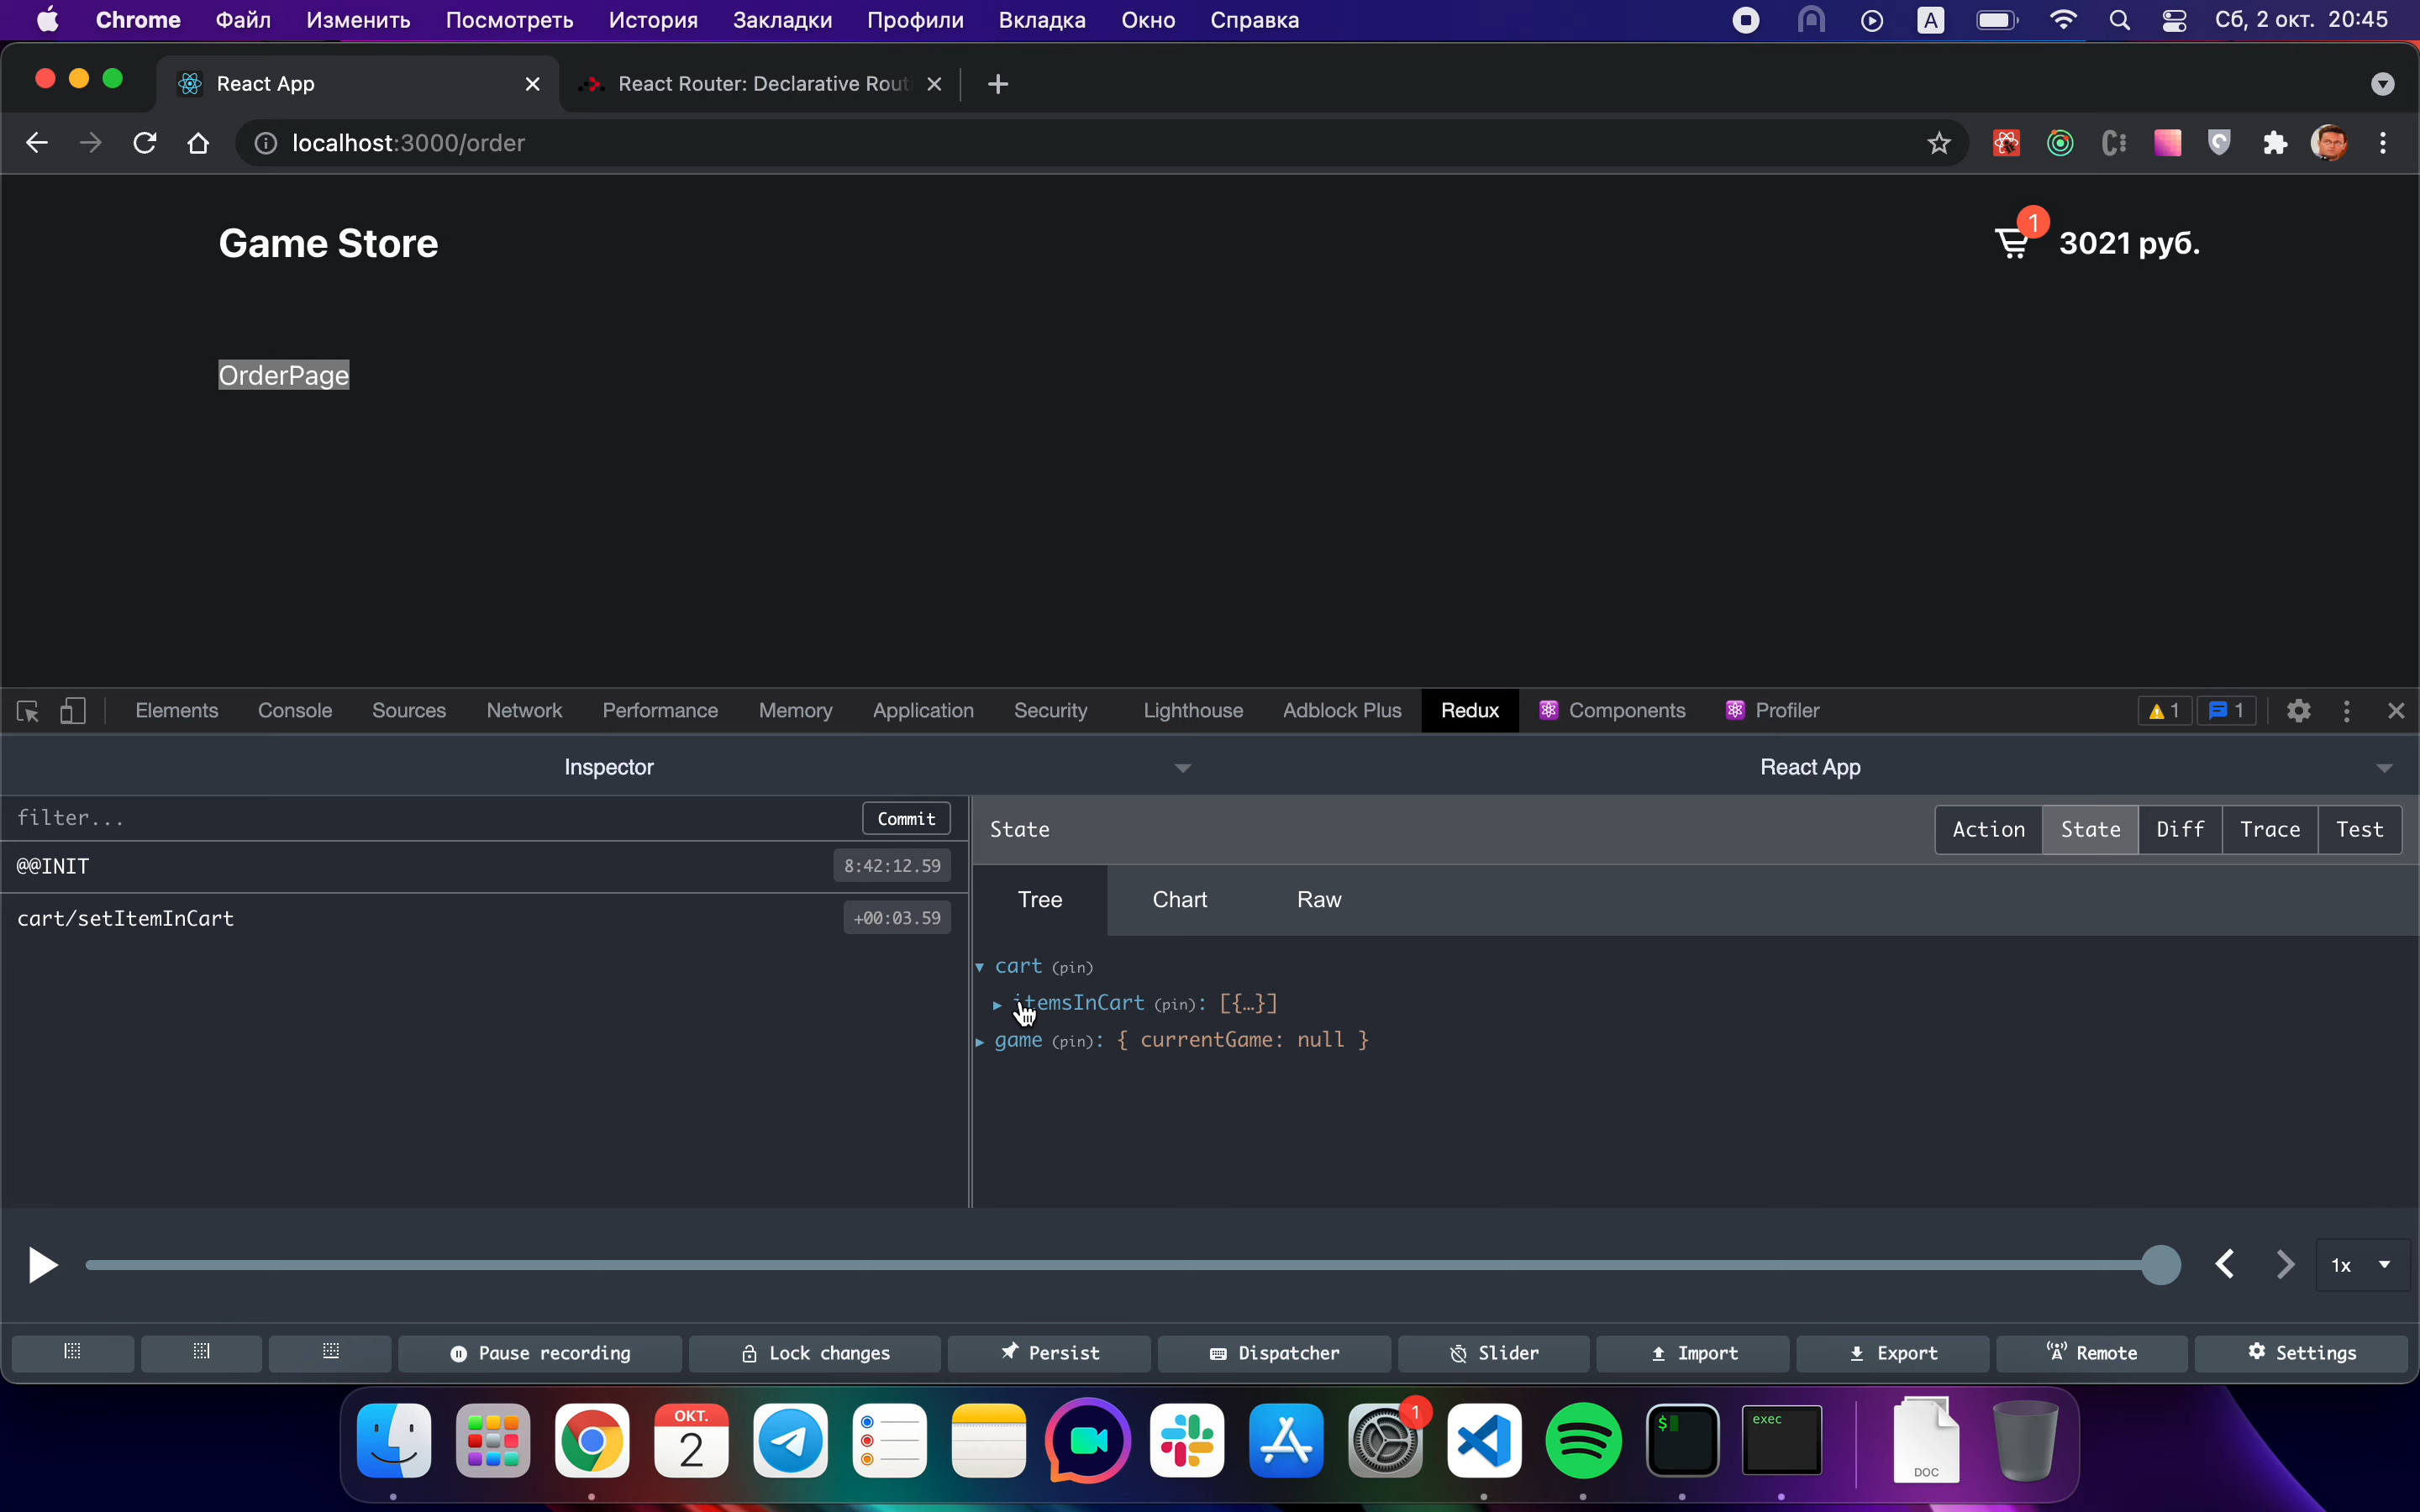 Chrome Файл Изменить Посмотреть История Закладки Профили Вкладка Окно Справка A Сб, 2 окт. 20:45
React App React Router: Declarative Rout
localhost:3000/order
Game Store 1 3021 руб.
OrderPage
Elements Console Sources Network Performance Memory Application Security Lighthouse Adblock Plus Redux Components Profiler 1 1
Inspector React App
filter... Commit
State Action State Diff Trace Test
@@INIT 8:42:12.59
Tree Chart Raw
cart/setItemInCart +00:03.59
cart (pin)
itemsInCart (pin): [{…}]
game (pin): { currentGame: null }
1x
Pause recording Lock changes Persist Dispatcher Slider Import Export Remote Settings
ОКТ.
2
1
$
exec
DOC